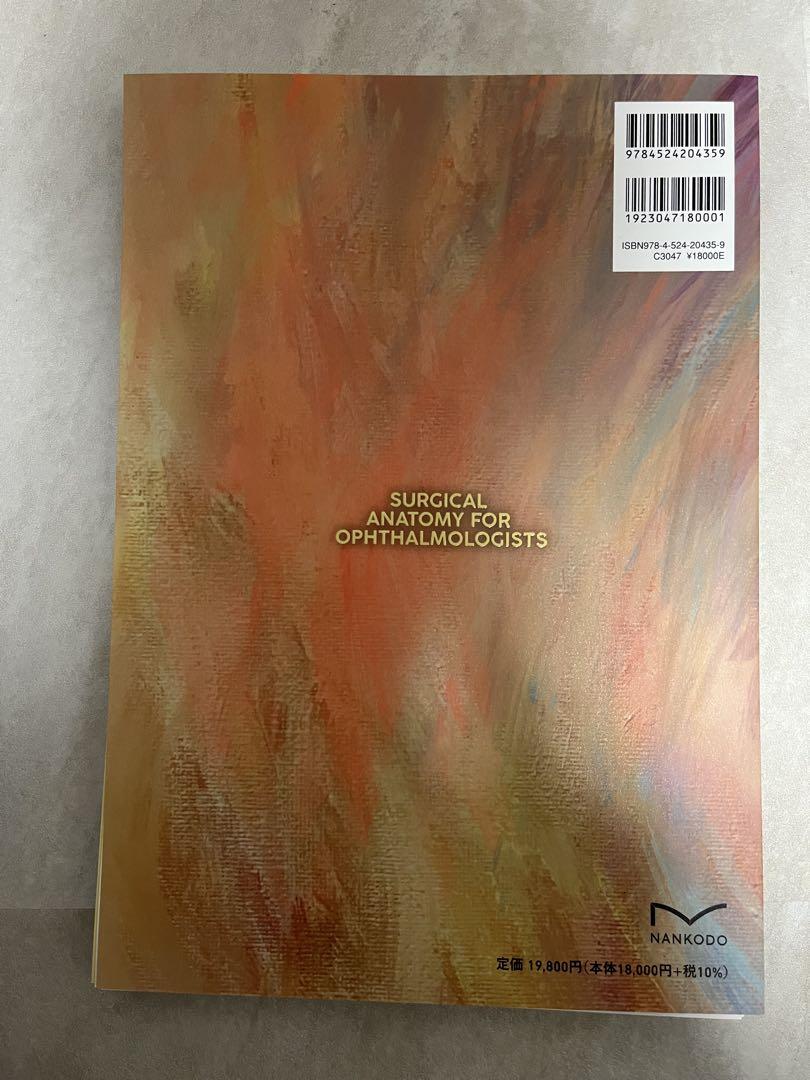 9784524204359
1923047180001
ISBN978-4-524-20435-9
C3047 ¥18000E
SURGICAL
ANATOMY FOR
OPHTHALMOLOGISTS
NANKODO
定価 19,800円(本体18,000円+税10%)